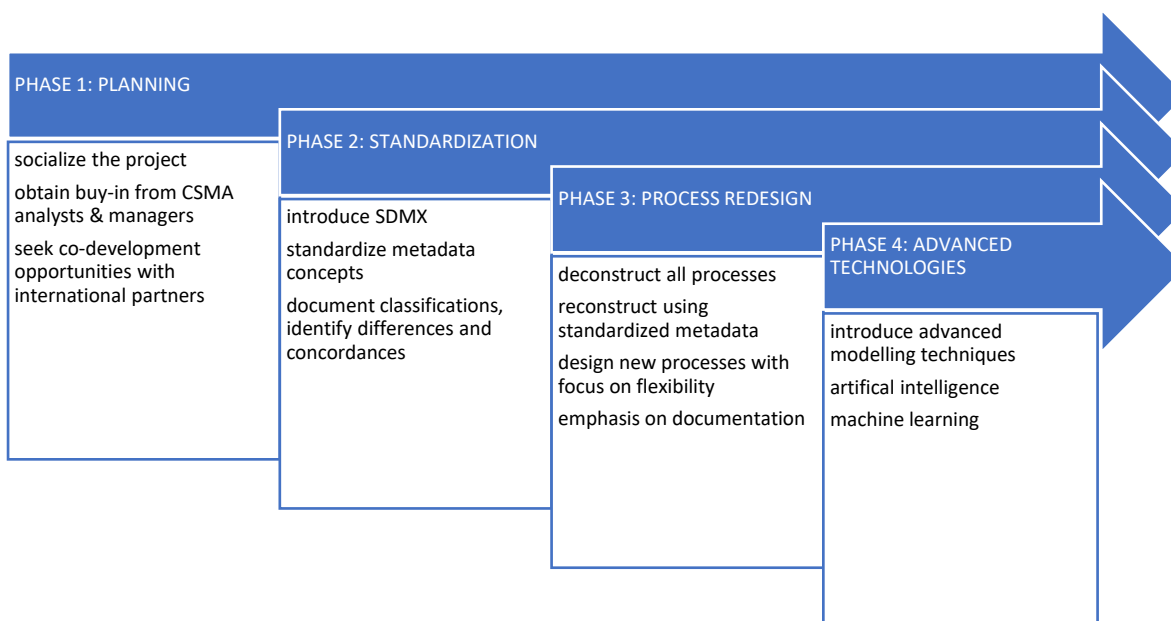 PHASE 1: PLANNING
socialize the project
obtain buy-in from CSMA
analysts & managers
seek co-development
opportunities with
international partners
PHASE 2: STANDARDIZATION
introduce SDMX
standardize metadata
concepts
document classifications,
identify differences and
concordances
PHASE 3: PROCESS REDESIGN
deconstruct all processes
reconstruct using
standardized metadata
design new processes with
focus on flexibility
emphasis on documentation
PHASE 4: ADVANCED
TECHNOLOGIES
introduce advanced
modelling techniques
artifical intelligence
machine learning